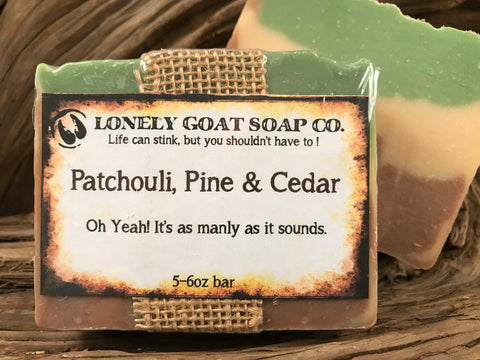 LONELY GOAT SOAP CO.
Life can stink, but you shouldn't have to !
Patchouli, Pine & Cedar
Oh Yeah! It's as manly as it sounds.
5-6oz bar